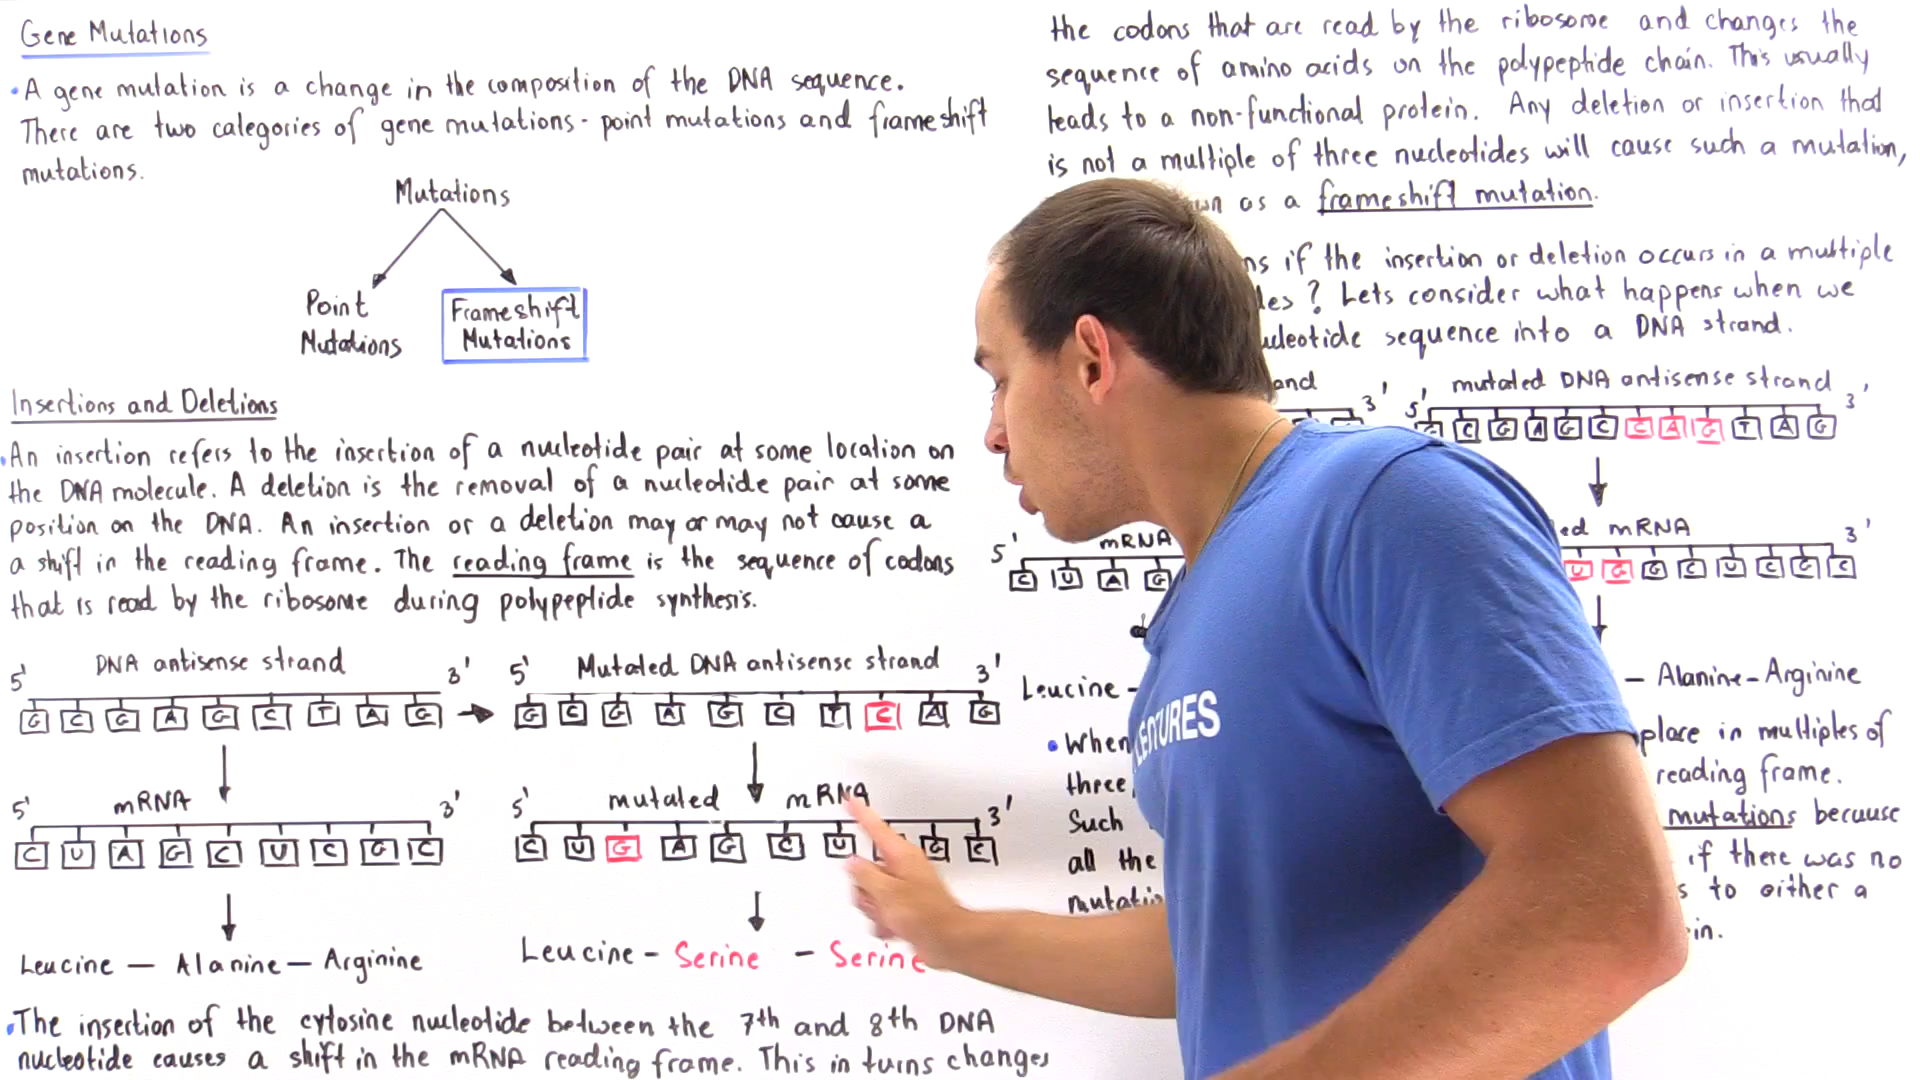 Gene Mutations
• A gene mutation is a change in the composition of the DNA sequence.
There are two categories of gene mutations - point mutations and frameshift
mutations.
Mutations
Point
Mutations
Frameshift
Mutations
Insertions and Deletions
• An insertion refers to the insertion of a nucleotide pair at some location on
the DNA molecule. A deletion is the removal of a nucleotide pair at some
position on the DNA. An insertion or a deletion may or may not cause a
a shift in the reading frame. The reading frame is the sequence of codons
that is read by the ribosome during polypeptide synthesis.
5' DNA antisense strand 3'
G C G A G C T A G
5' Mutated DNA antisense strand 3'
G C G A G C T C A G
5' mRNA 3'
C U A G C U C G C
5' mutated mRNA 3'
C U G A G C U G C
Leucine - Alanine - Arginine
Leucine - Serine - Serine
• The insertion of the cytosine nucleotide between the 7th and 8th DNA
nucleotide causes a shift in the mRNA reading frame. This in turns changes
the codons that are read by the ribosome and changes the
sequence of amino acids on the polypeptide chain. This usually
leads to a non-functional protein. Any deletion or insertion that
is not a multiple of three nucleotides will cause such a mutation,
as a frameshift mutation.
if the insertion or deletion occurs in a multiple
? Lets consider what happens when we
sequence into a DNA strand.
3'
5' mutated DNA antisense strand 3'
G C G A G C C A G T A G
5' mRNA
C U A G
mRNA 3'
U G G C U C G C
Leucine -
- Alanine - Arginine
• When place in multiples of
three, reading frame.
Such mutations because
all the if there was no
to either a
LECTURES